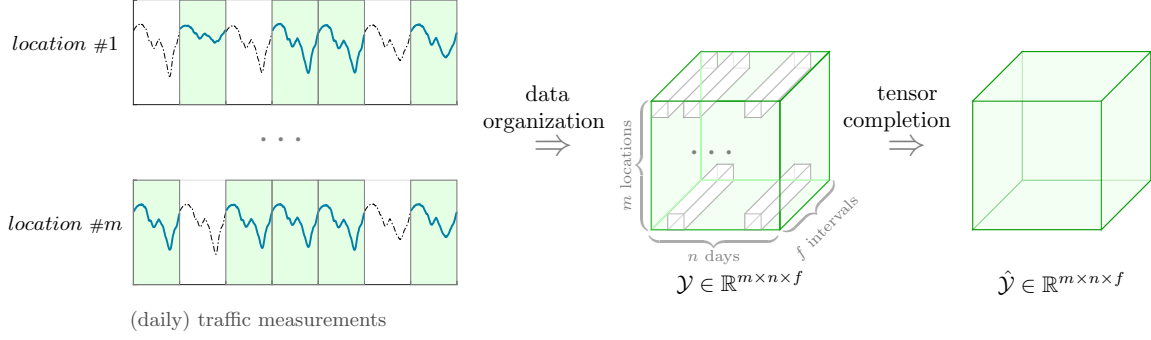 location #1
. . .
location #m
(daily) traffic measurements
data
organization
⇒
m locations
. . .
n days
f intervals
𝒴 ∈ ℝ^{m×n×f}
tensor
completion
⇒
𝒴̂ ∈ ℝ^{m×n×f}